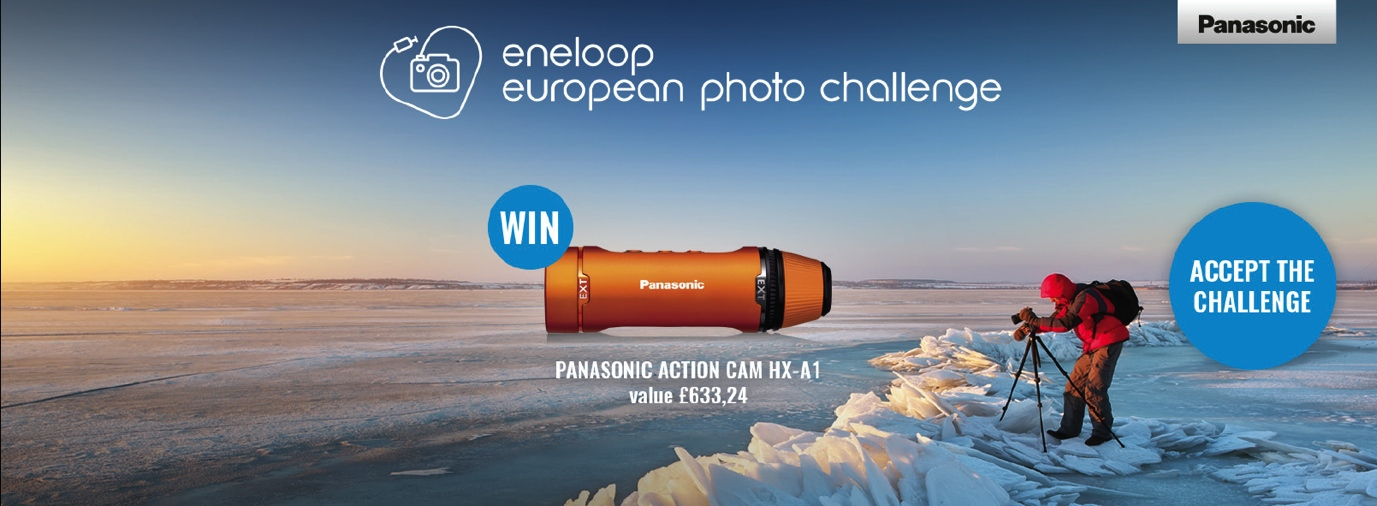 Panasonic
eneloop
european photo challenge
WIN
EXT
Panasonic
EXT
ACCEPT THE
CHALLENGE
PANASONIC ACTION CAM HX-A1
value £633,24